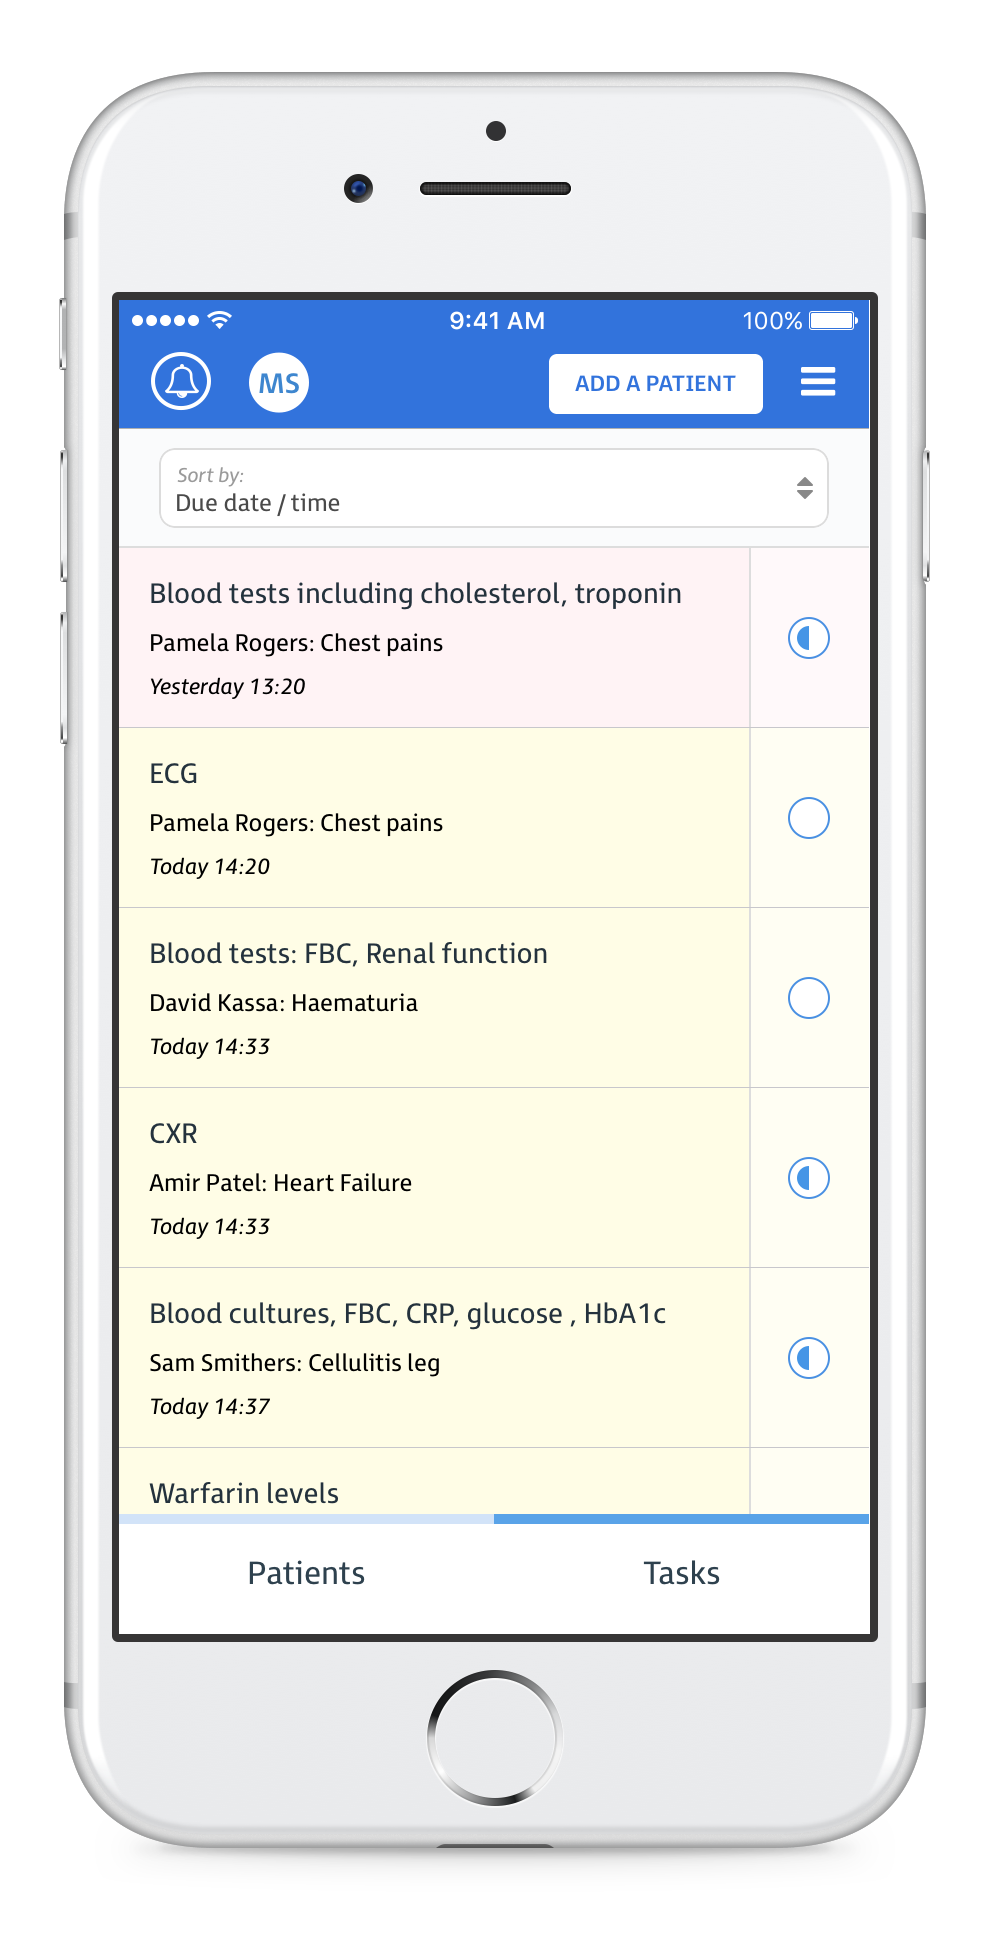 9:41 AM
100%
MS
ADD A PATIENT
Sort by:
Due date / time
Blood tests including cholesterol, troponin
Pamela Rogers: Chest pains
Yesterday 13:20
ECG
Pamela Rogers: Chest pains
Today 14:20
Blood tests: FBC, Renal function
David Kassa: Haematuria
Today 14:33
CXR
Amir Patel: Heart Failure
Today 14:33
Blood cultures, FBC, CRP, glucose , HbA1c
Sam Smithers: Cellulitis leg
Today 14:37
Warfarin levels
Patients
Tasks